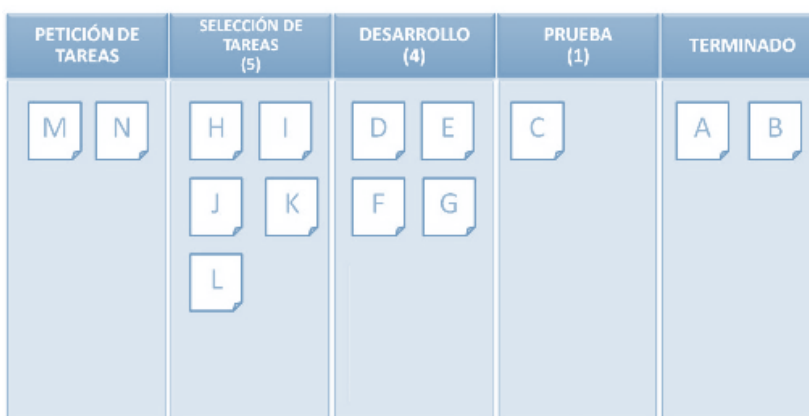 PETICIÓN DE
TAREAS
SELECCIÓN DE
TAREAS
(5)
DESARROLLO
(4)
PRUEBA
(1)
TERMINADO
M N
H I
J K
L
D E
F G
C
A B